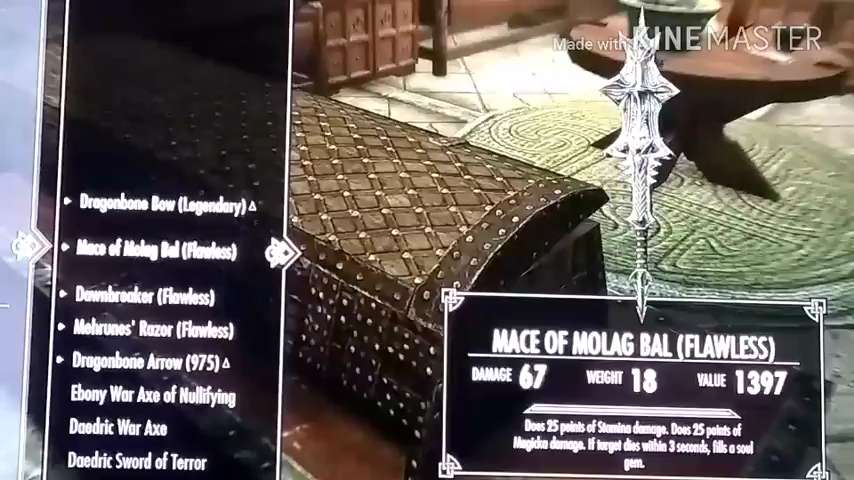 Made with KINEMASTER
Dragonbone Bow (Legendary)
Mace of Molag Bal (Flawless)
Dawnbreaker (Flawless)
Mehrunes' Razor (Flawless)
Dragonbone Arrow (975)
Ebony War Axe of Nullifying
Daedric War Axe
Daedric Sword of Terror
MACE OF MOLAG BAL (FLAWLESS)
DAMAGE 67 WEIGHT 18 VALUE 1397
Does 25 points of Stamina damage. Does 25 points of
Magicka damage. If target dies within 3 seconds, fills a soul
gem.